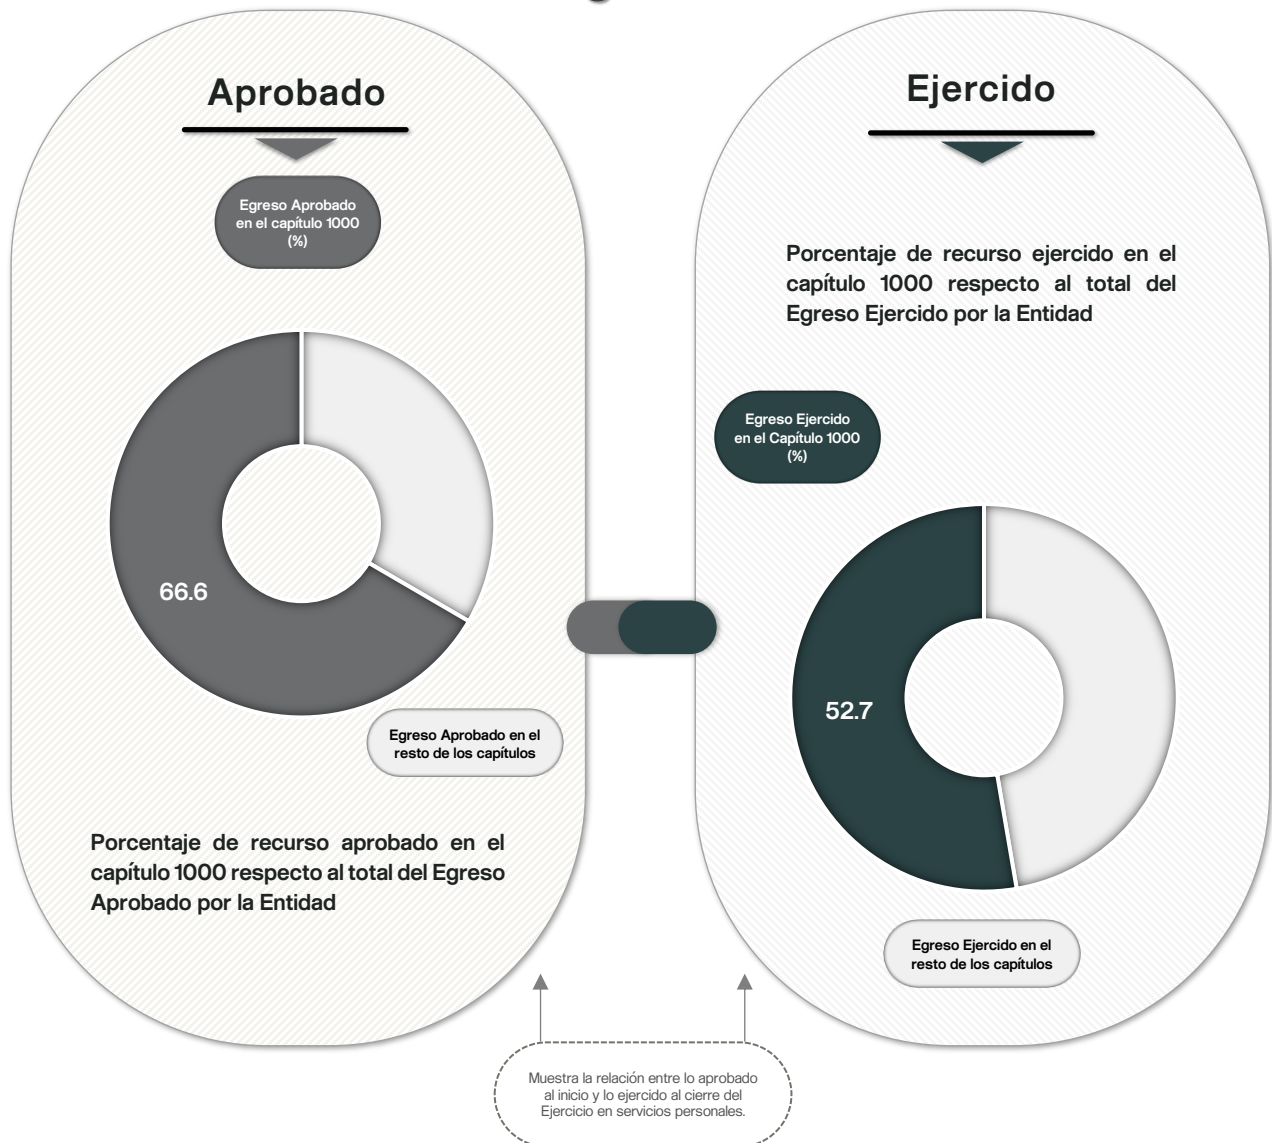 Aprobado
Egreso Aprobado
en el capítulo 1000
(%)
66.6
Egreso Aprobado en el
resto de los capítulos
Porcentaje de recurso aprobado en el
capítulo 1000 respecto al total del Egreso
Aprobado por la Entidad
Ejercido
Porcentaje de recurso ejercido en el
capítulo 1000 respecto al total del
Egreso Ejercido por la Entidad
Egreso Ejercido
en el Capítulo 1000
(%)
52.7
Egreso Ejercido en el
resto de los capítulos
Muestra la relación entre lo aprobado
al inicio y lo ejercido al cierre del
Ejercicio en servicios personales.